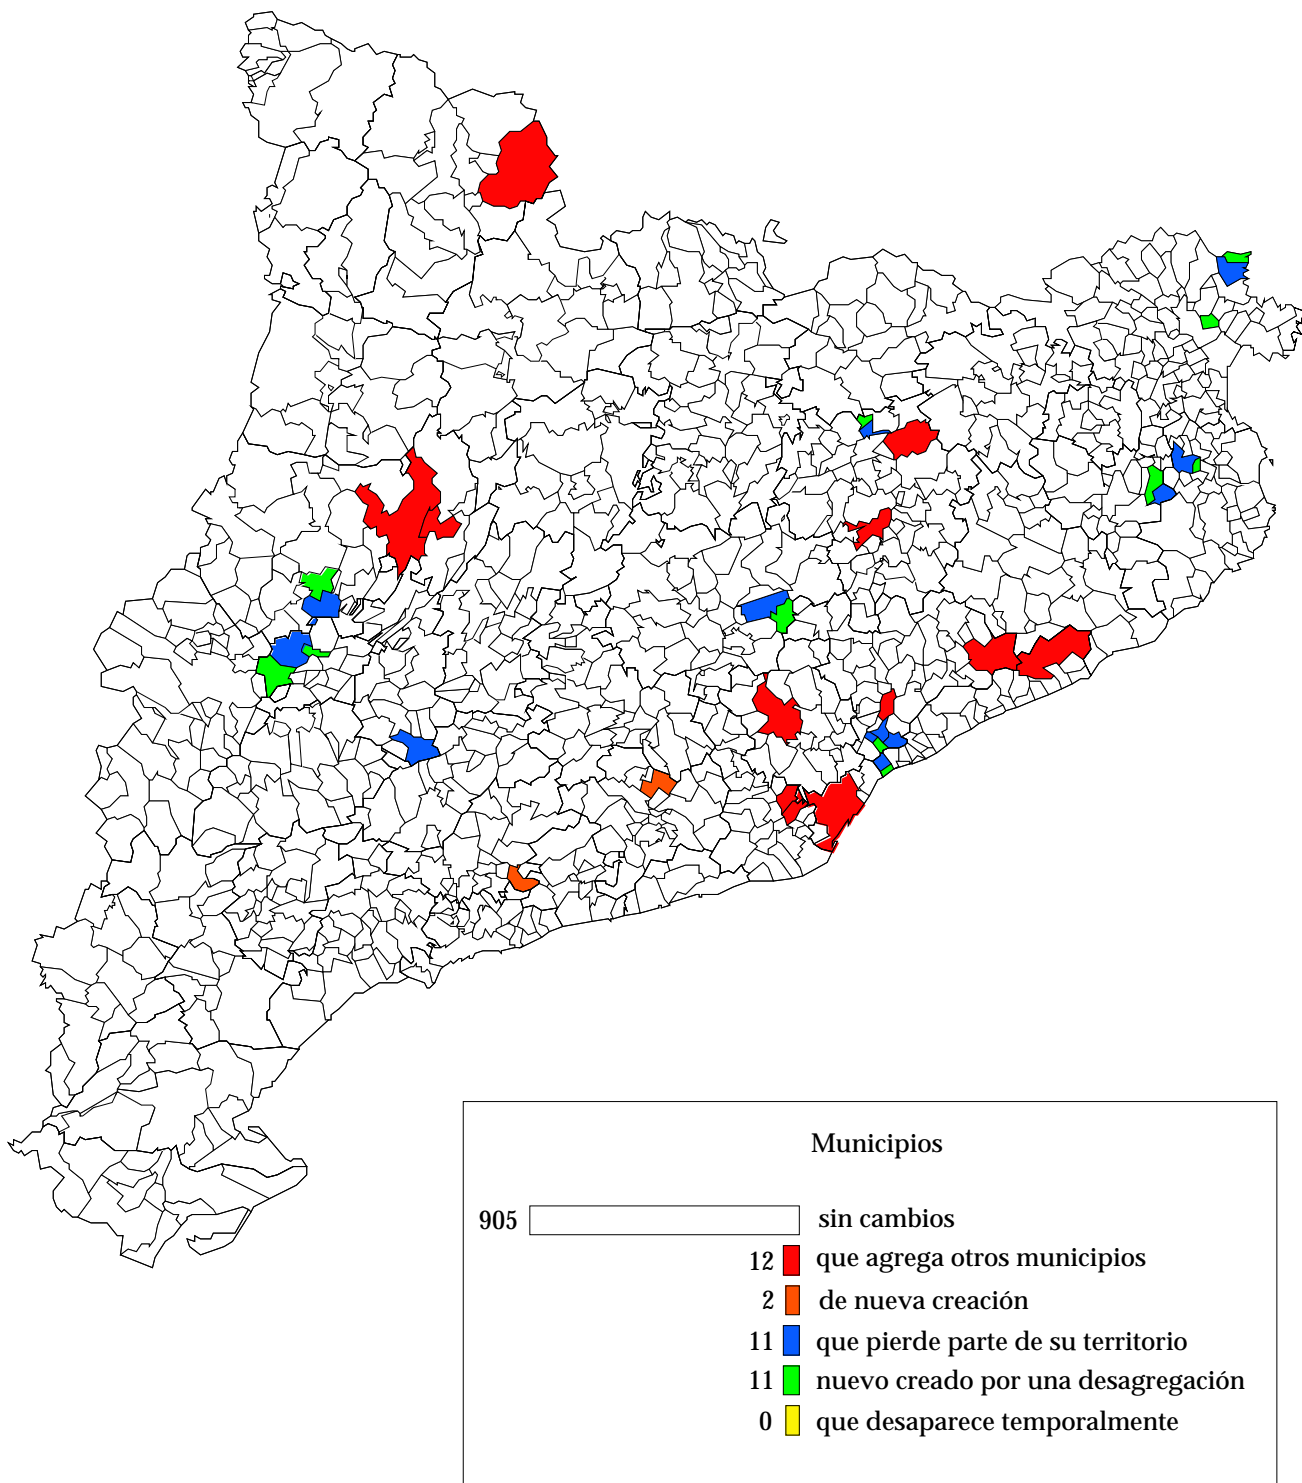 Municipios
905 sin cambios
12 que agrega otros municipios
2 de nueva creación
11 que pierde parte de su territorio
11 nuevo creado por una desagregación
0 que desaparece temporalmente